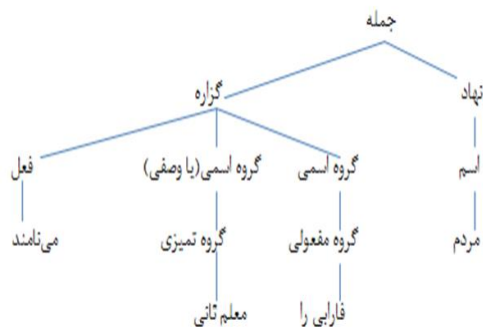 جمله
نهاد گزاره
اسم گروه اسمی گروه اسمی(یا وصفی) فعل
مردم گروه مفعولی گروه تمیزی می‌نامند
فارابی را معلم ثانی